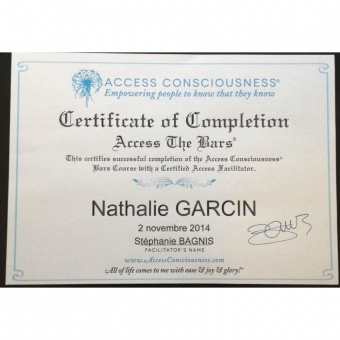 ACCESS CONSCIOUSNESS®
Empowering people to know that they know
Certificate of Completion
Access The Bars®
This certifies successful completion of the Access Consciousness®
Bars Course with a Certified Access Facilitator.
Nathalie GARCIN
2 novembre 2014
Stéphanie BAGNIS
FACILITATOR'S NAME
www.AccessConsciousness.com
All of life comes to me with ease & joy & glory!®